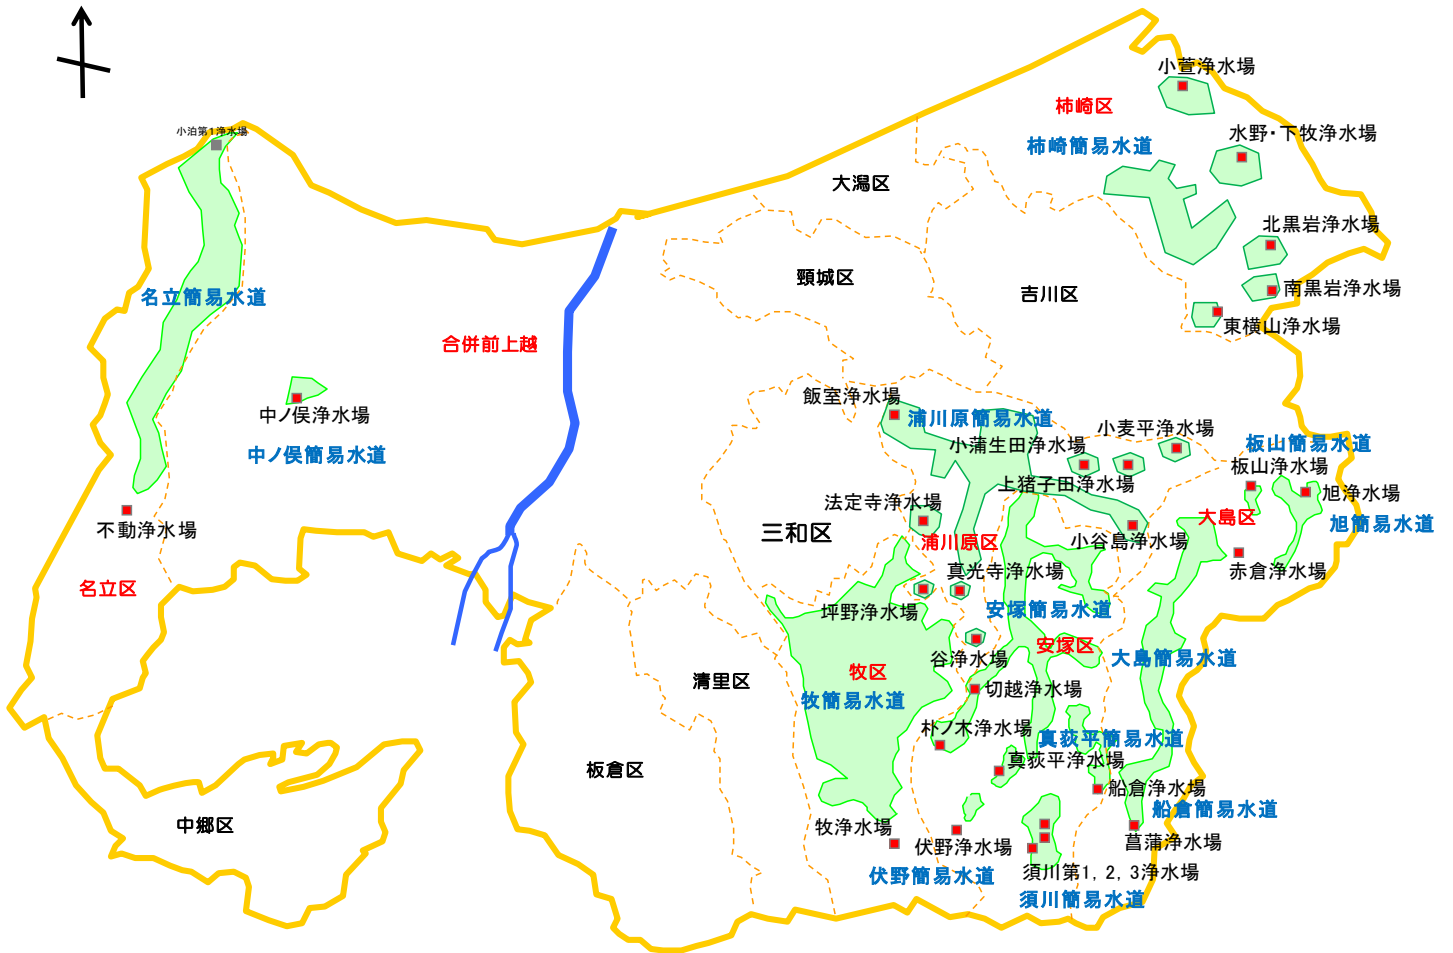 小萱浄水場
柿崎区
小泊第1浄水場
水野・下牧浄水場
柿崎簡易水道
大潟区
北黒岩浄水場
頸城区
南黒岩浄水場
吉川区
名立簡易水道
東横山浄水場
合併前上越
飯室浄水場
中ノ俣浄水場
浦川原簡易水道
小麦平浄水場
小蒲生田浄水場
板山簡易水道
中ノ俣簡易水道
板山浄水場
上猪子田浄水場
旭浄水場
法定寺浄水場
大島区
旭簡易水道
不動浄水場
三和区
浦川原区
小谷島浄水場
真光寺浄水場
赤倉浄水場
名立区
坪野浄水場
安塚簡易水道
安塚区
谷浄水場
大島簡易水道
牧区
清里区
切越浄水場
牧簡易水道
朴ノ木浄水場
真荻平簡易水道
真荻平浄水場
板倉区
船倉浄水場
船倉簡易水道
中郷区
牧浄水場
伏野浄水場
菖蒲浄水場
須川第1，2，3浄水場
伏野簡易水道
須川簡易水道